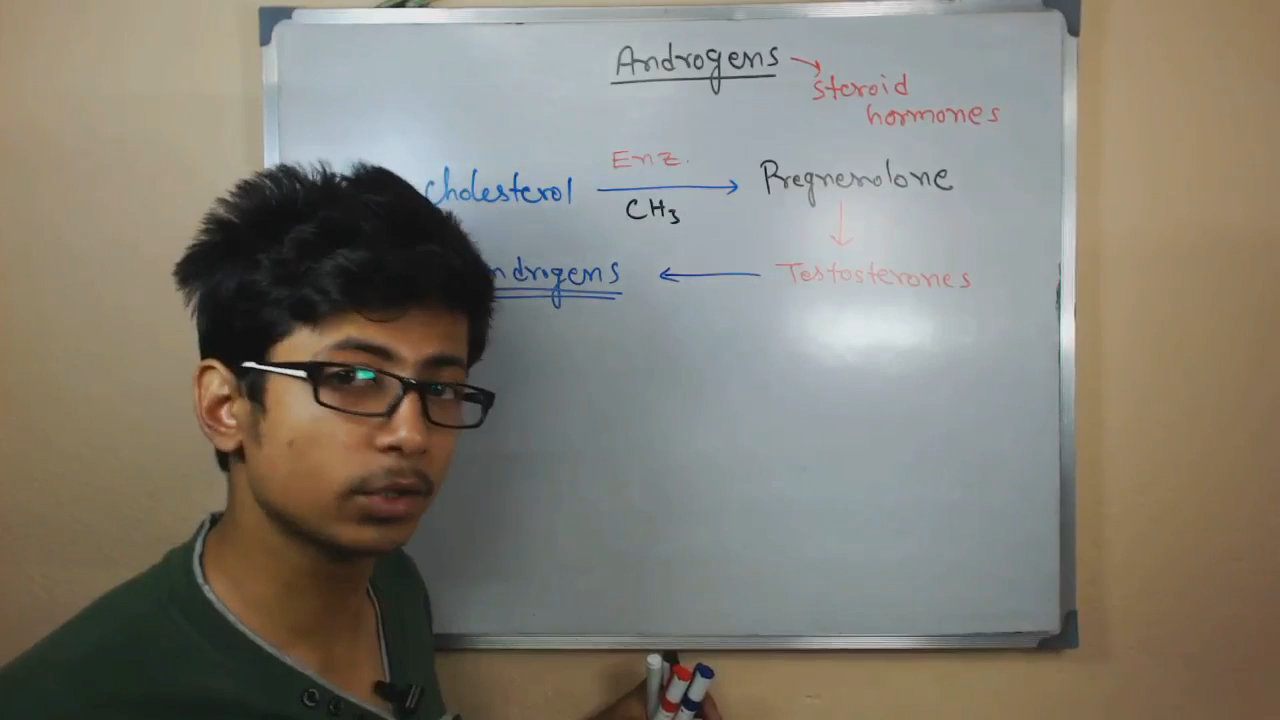 Androgens
steroid
hormones
Enz.
Cholesterol
CH3
Pregnenolone
ndrogens
Testosterones